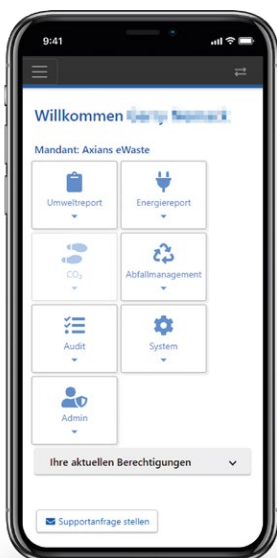 9:41
Willkommen
Mandant: Axians eWaste
Umweltreport
Energiereport
CO₂
Abfallmanagement
Audit
System
Admin
Ihre aktuellen Berechtigungen
Supportanfrage stellen